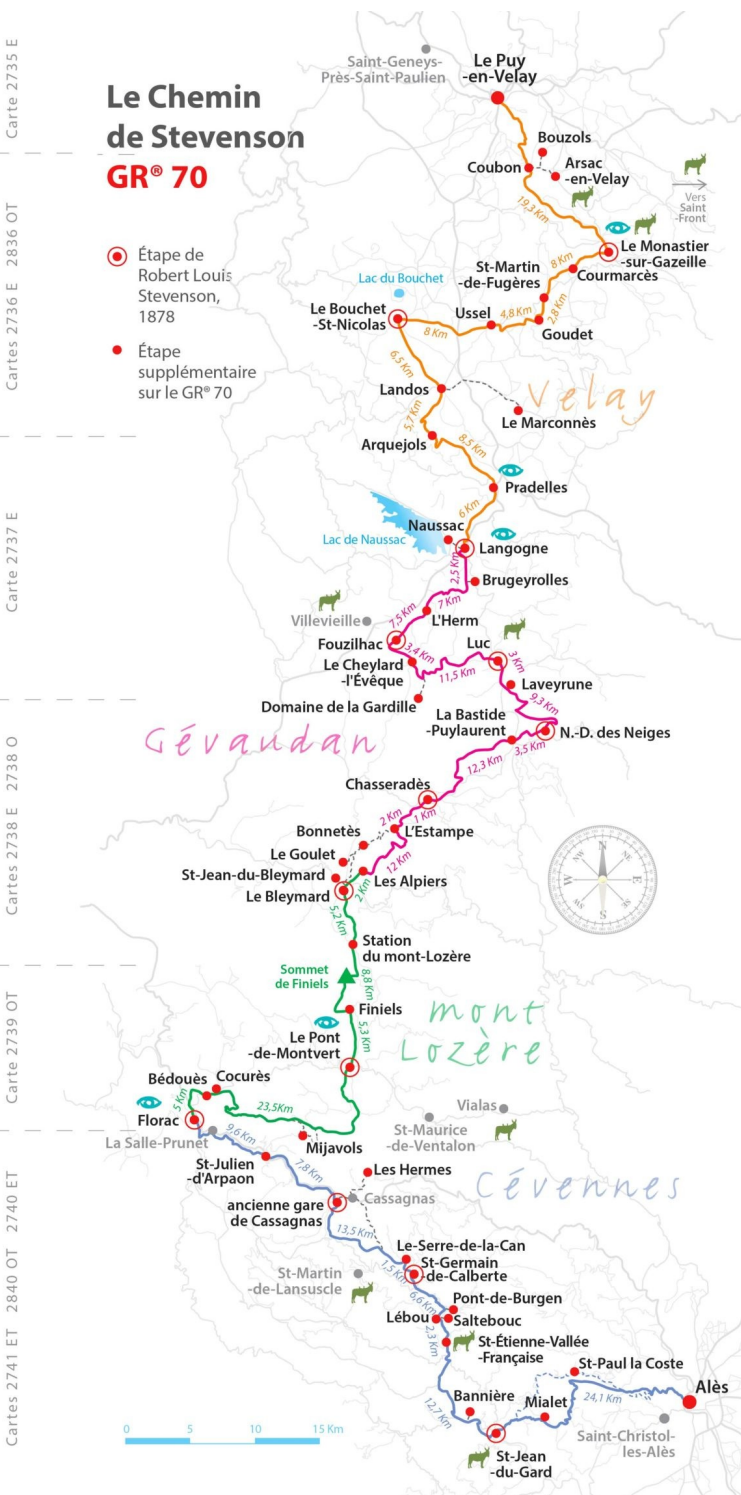 Le Chemin
de Stevenson
GR® 70
Étape de
Robert Louis
Stevenson,
1878
Étape
supplémentaire
sur le GR® 70
Carte 2735 E
Cartes 2736 E 2836 OT
Carte 2737 E
Cartes 2738 E 2738 O
Carte 2739 OT
Cartes 2741 ET 2840 OT 2740 ET
Saint-Geneys-
Près-Saint-Paulien
Le Puy
-en-Velay
Bouzols
Coubon
Arsac
-en-Velay
19,3 Km
Vers
Saint
-Front
Le Monastier
-sur-Gazeille
8 Km
Courmarcès
St-Martin
-de-Fugères
2,8 Km
Goudet
4,8 Km
Ussel
Lac du Bouchet
Le Bouchet
-St-Nicolas
8 Km
6,5 Km
Landos
Velay
Le Marconnès
5,7 Km
Arquejols
8,5 Km
Pradelles
6 Km
Naussac
Lac de Naussac
Langogne
2,5 Km
Brugeyrolles
7 Km
L'Herm
7,5 Km
Villevieille
Fouzilhac
3,4 Km
Le Cheylard
-l'Évêque
Luc
11,5 Km
3 Km
Laveyrune
Domaine de la Gardille
9,3 Km
La Bastide
-Puylaurent
N.-D. des Neiges
3,5 Km
Gévaudan
12,3 Km
Chasseradès
1 Km
2 Km
L'Estampe
Bonnetès
12 Km
Le Goulet
St-Jean-du-Bleymard
Les Alpiers
2 Km
Le Bleymard
5,2 Km
Station
du mont-Lozère
Sommet
de Finiels
8,8 Km
Finiels
5,3 Km
mont
Lozère
Le Pont
-de-Montvert
Bédouès
Cocurès
5 Km
23,5Km
Florac
Mijavols
Vialas
St-Maurice
-de-Ventalon
La Salle-Prunet
9,6 Km
St-Julien
-d'Arpaon
7,8 Km
Les Hermes
Cévennes
Cassagnas
ancienne gare
de Cassagnas
13,5 Km
Le-Serre-de-la-Can
1,5 Km
St-Germain
-de-Calberte
St-Martin
-de-Lansuscle
6,6 Km
Pont-de-Burgen
Lébou
Saltebouc
2,3 Km
St-Étienne-Vallée
-Française
St-Paul la Coste
12,7 Km
Bannière
Mialet
24,1 Km
Alès
Saint-Christol-
les-Alès
St-Jean
-du-Gard
N
NE
E
SE
S
SW
W
NW
0 5 10 15 Km